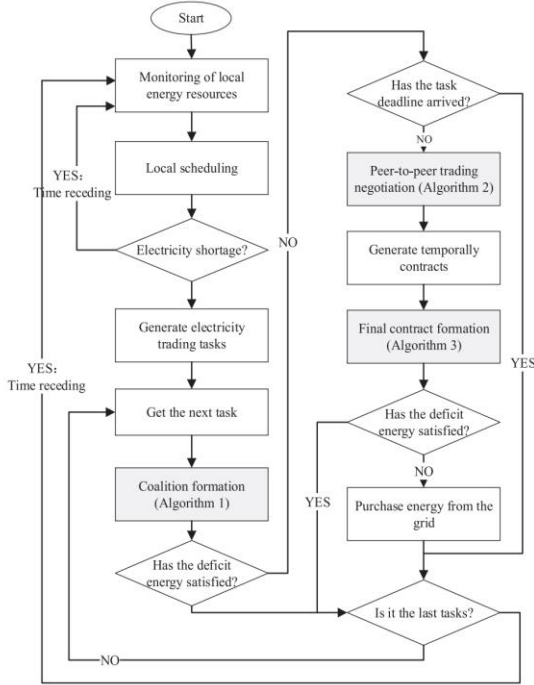 Start
Monitoring of local
energy resources
YES:
Time receding
Local scheduling
Electricity shortage?
Generate electricity
trading tasks
YES:
Time receding
Get the next task
Coalition formation
(Algorithm 1)
Has the deficit
energy satisfied?
NO
NO
Has the task
deadline arrived?
NO
Peer-to-peer trading
negotiation (Algorithm 2)
Generate temporally
contracts
Final contract formation
(Algorithm 3)
YES
Has the deficit
energy satisfied?
YES
NO
Purchase energy from the
grid
Is it the last tasks?